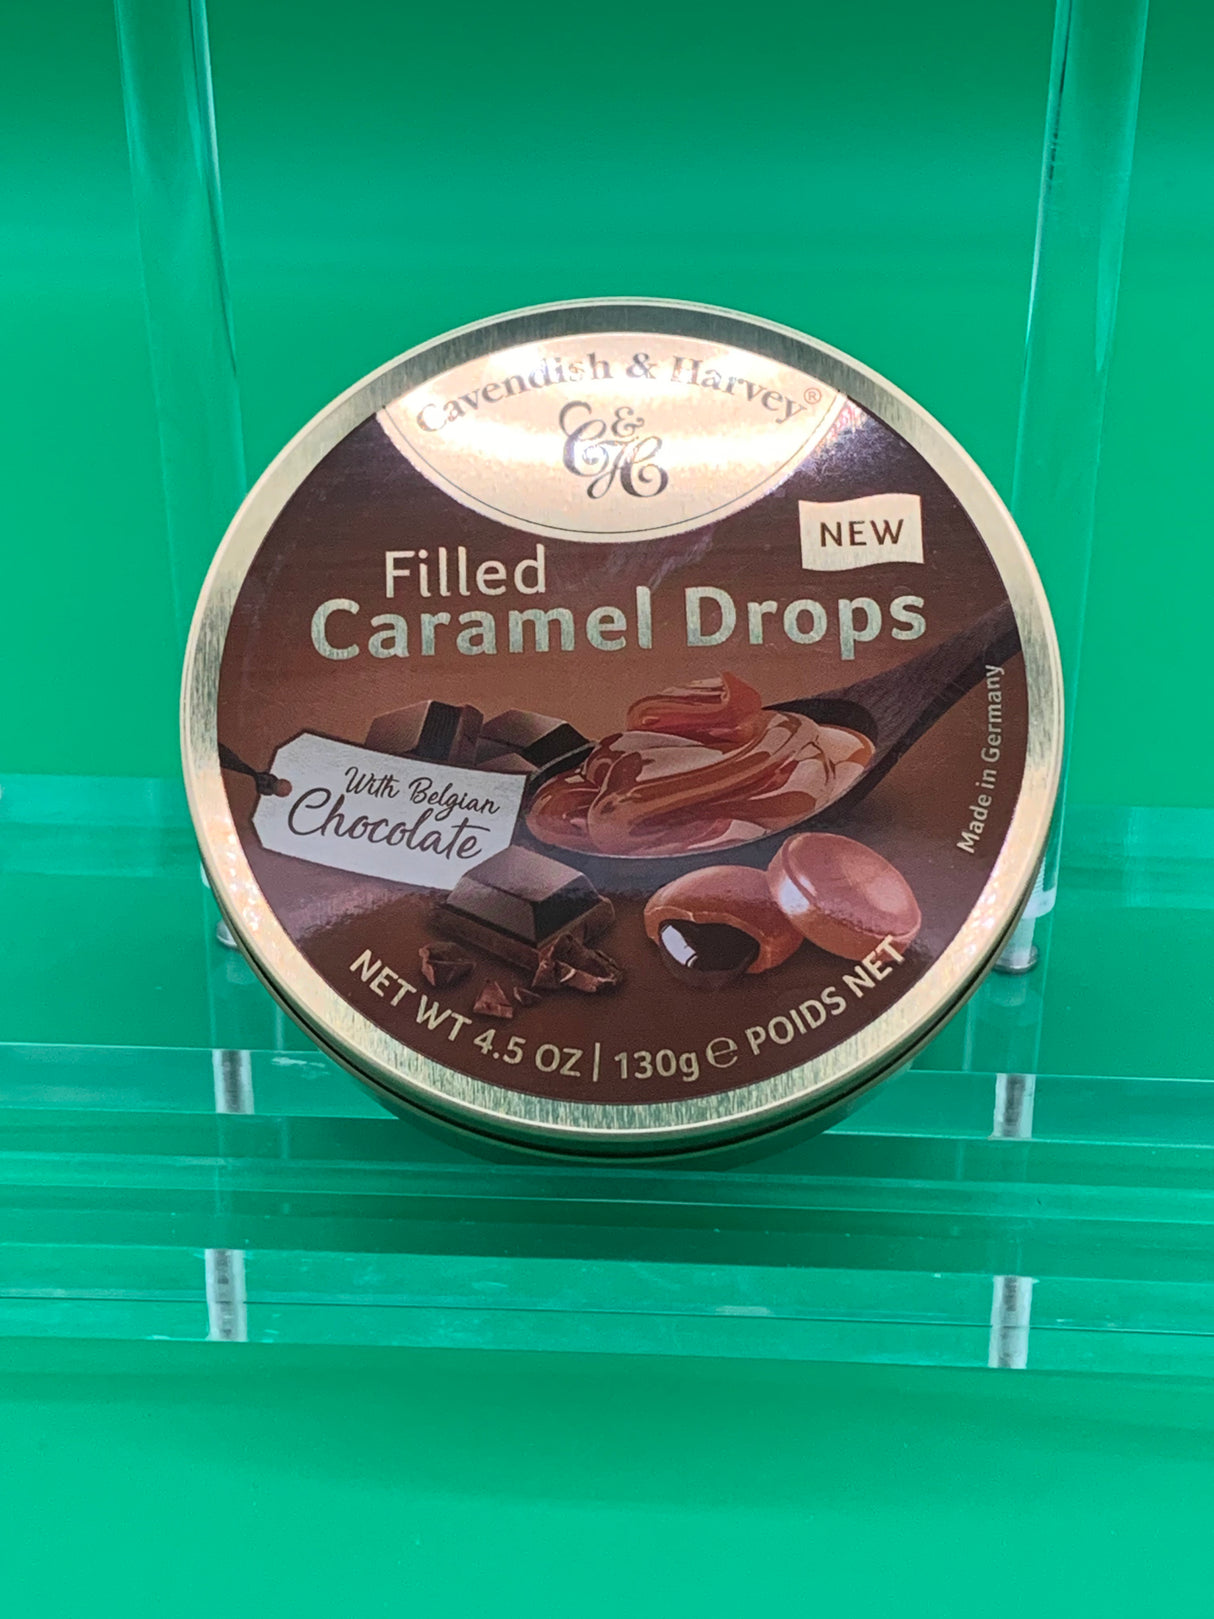 Cavendish & Harvey®
C&H
NEW
Filled
Caramel Drops
Made in Germany
With Belgian
Chocolate
NET WT 4.5 OZ | 130g ℮ POIDS NET